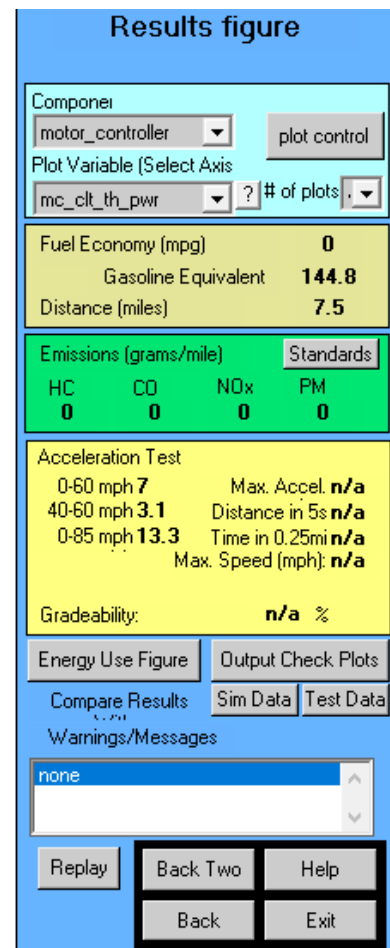 Results figure
Componei
motor_controller
plot control
Plot Variable (Select Axis
mc_clt_th_pwr ? # of plots
Fuel Economy (mpg) 0
Gasoline Equivalent 144.8
Distance (miles) 7.5
Emissions (grams/mile) Standards
HC CO NOx PM
0 0 0 0
Acceleration Test
0-60 mph 7 Max. Accel. n/a
40-60 mph 3.1 Distance in 5s n/a
0-85 mph 13.3 Time in 0.25mi n/a
Max. Speed (mph): n/a
Gradeability: n/a %
Energy Use Figure Output Check Plots
Compare Results Sim Data Test Data
Warnings/Messages
none
Replay Back Two Help
Back Exit